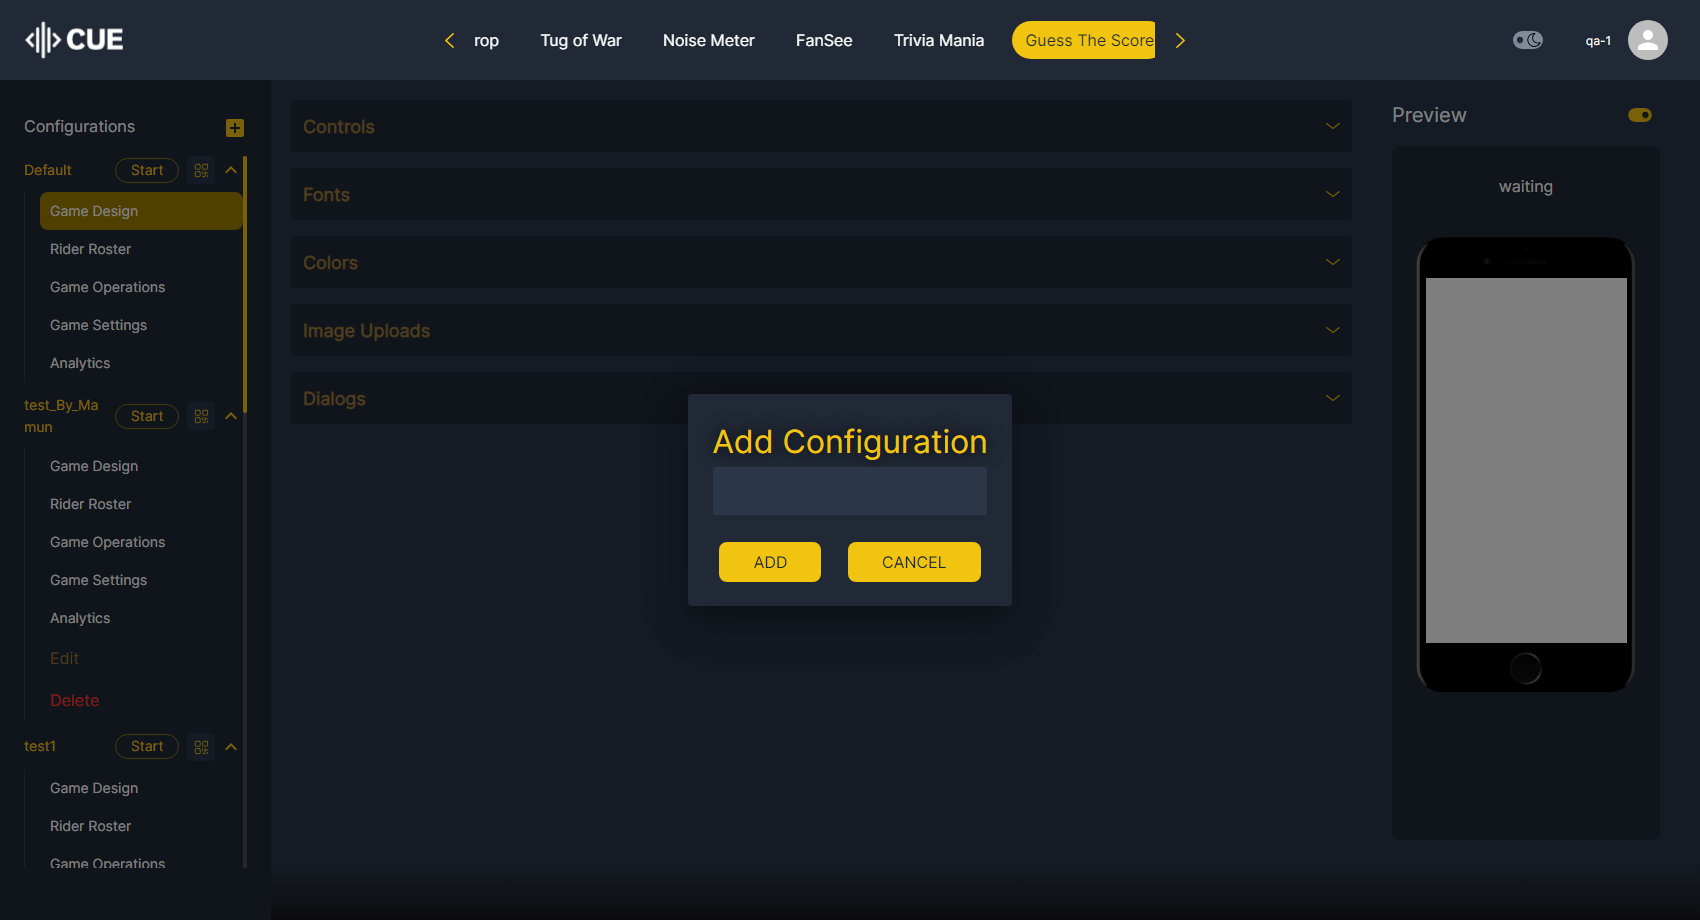 CUE
rop
Tug of War
Noise Meter
FanSee
Trivia Mania
Guess The Score
qa-1
Configurations
Default
Start
Game Design
Rider Roster
Game Operations
Game Settings
Analytics
test_By_Ma
mun
Start
Game Design
Rider Roster
Game Operations
Game Settings
Analytics
Edit
Delete
test1
Start
Game Design
Rider Roster
Game Operations
Controls
Fonts
Colors
Image Uploads
Dialogs
Add Configuration
ADD
CANCEL
Preview
waiting